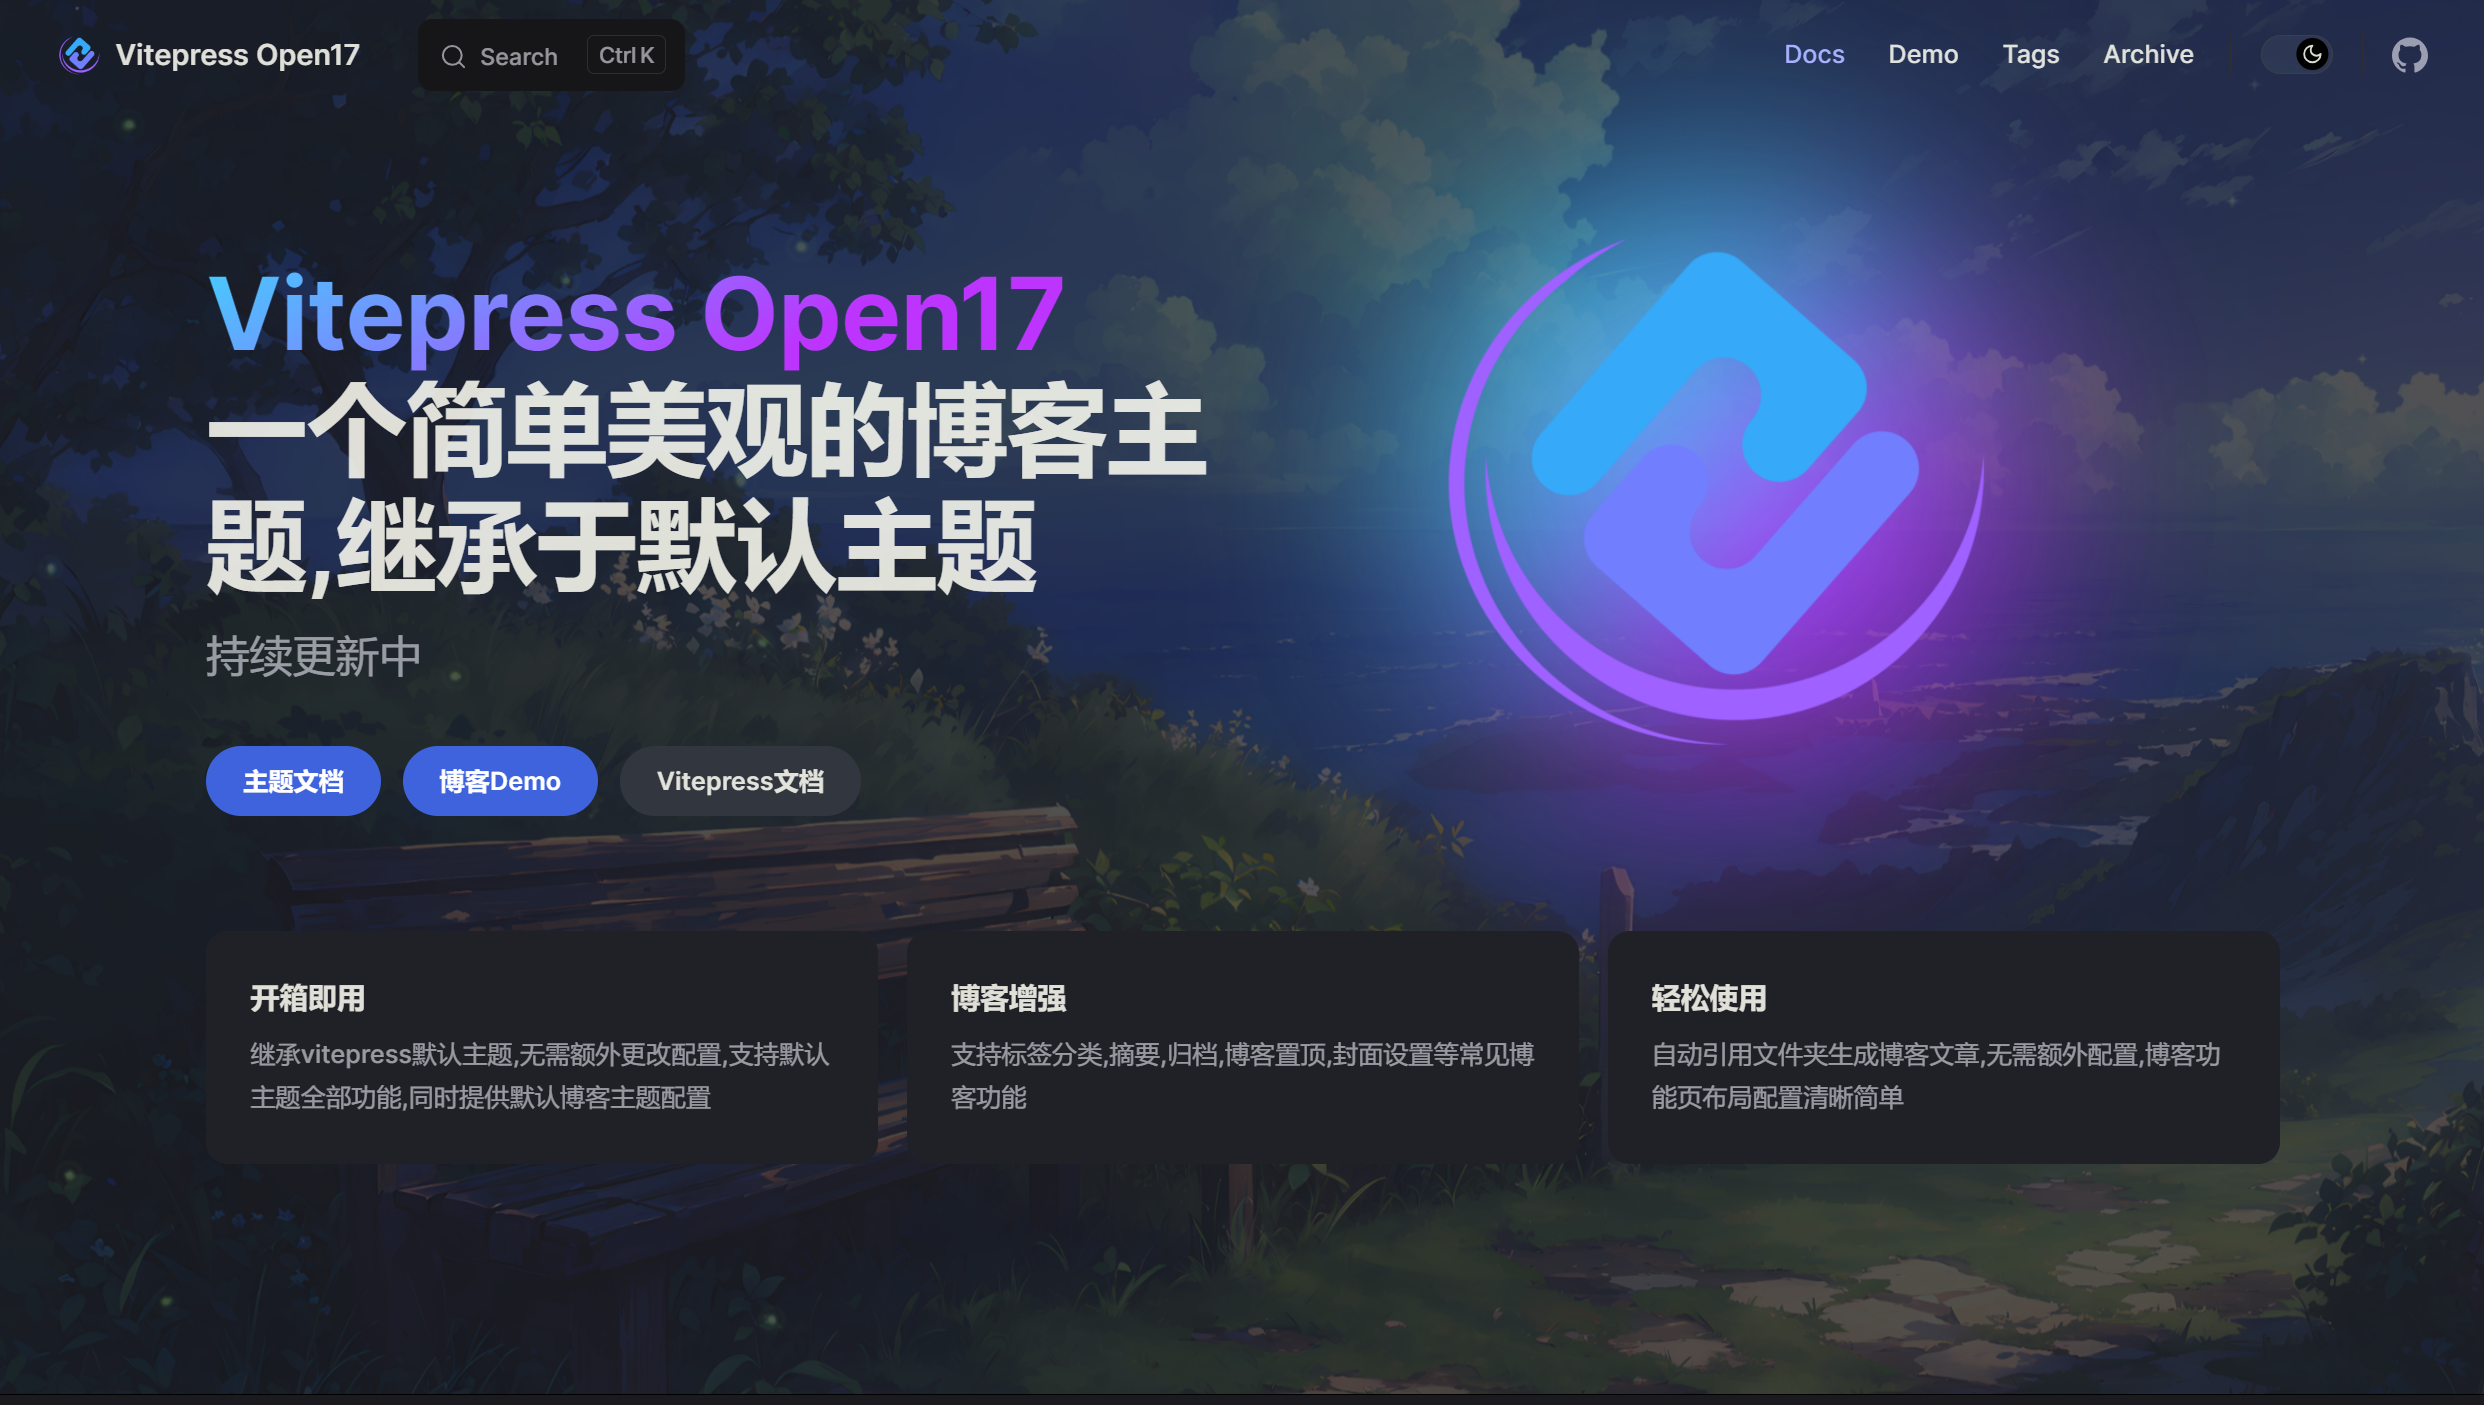 Vitepress Open17
Search
Ctrl K
Docs
Demo
Tags
Archive
Vitepress Open17
一个简单美观的博客主
题,继承于默认主题
持续更新中
主题文档
博客Demo
Vitepress文档
开箱即用
继承vitepress默认主题,无需额外更改配置,支持默认
主题全部功能,同时提供默认博客主题配置
博客增强
支持标签分类,摘要,归档,博客置顶,封面设置等常见博
客功能
轻松使用
自动引用文件夹生成博客文章,无需额外配置,博客功
能页布局配置清晰简单